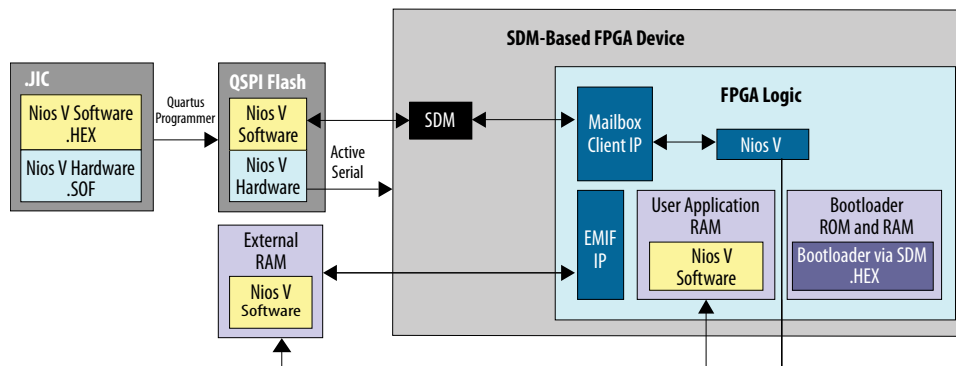 SDM-Based FPGA Device
.JIC
Nios V Software
.HEX
Nios V Hardware
.SOF
Quartus
Programmer
QSPI Flash
Nios V
Software
Nios V
Hardware
Active
Serial
SDM
FPGA Logic
Mailbox
Client IP
Nios V
External
RAM
Nios V
Software
EMIF
IP
User Application
RAM
Nios V
Software
Bootloader
ROM and RAM
Bootloader via SDM
.HEX